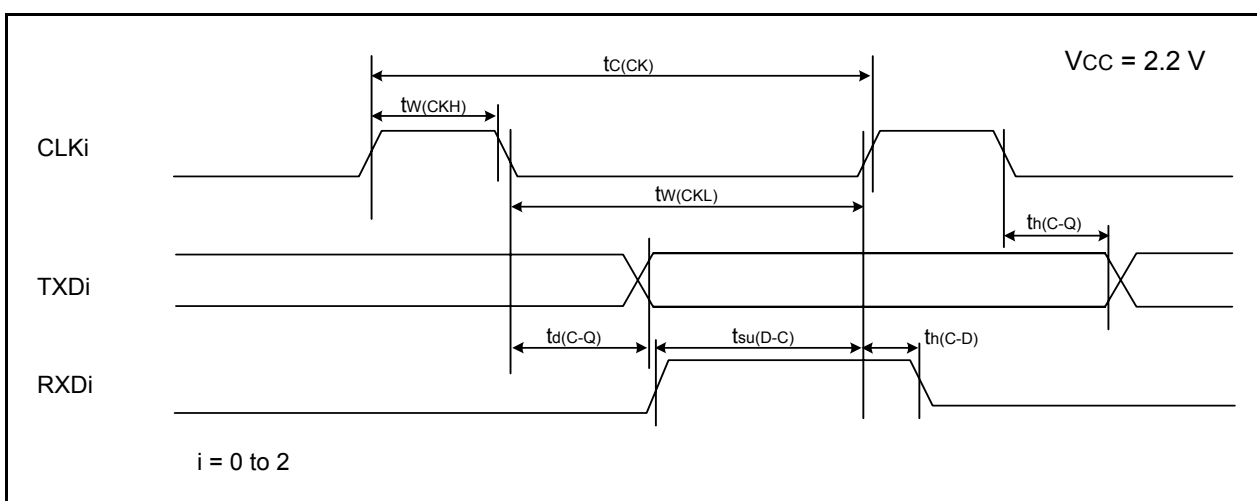 tC(CK)
VCC = 2.2 V
tW(CKH)
CLKi
tW(CKL)
th(C-Q)
TXDi
td(C-Q)
tsu(D-C)
th(C-D)
RXDi
i = 0 to 2